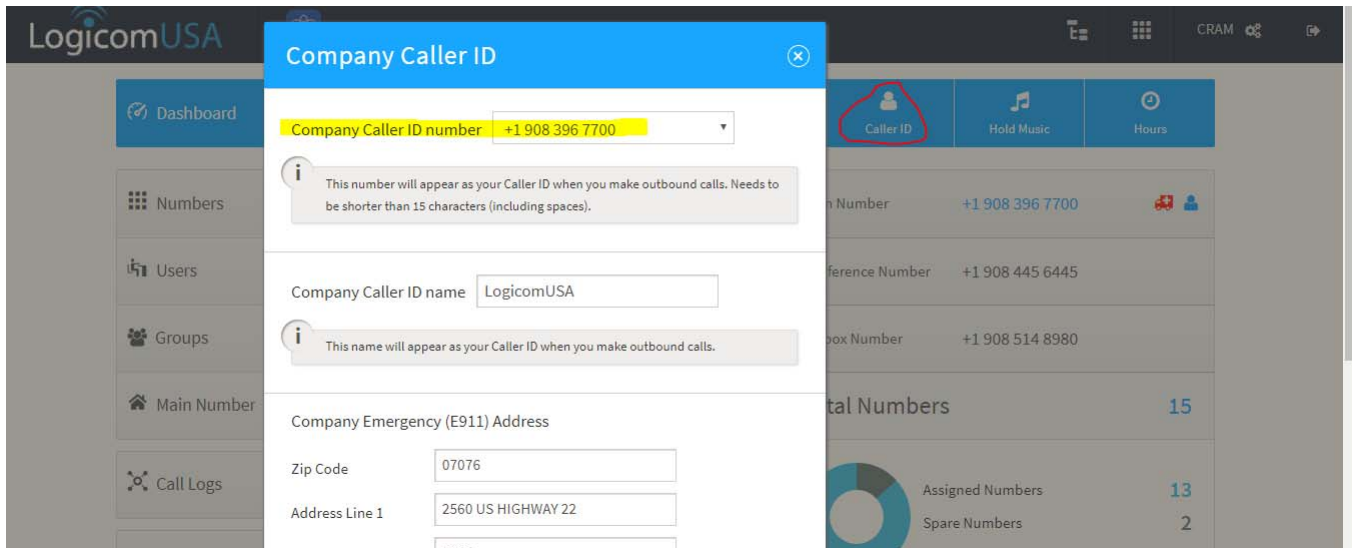 LogicomUSA
CRAM
Company Caller ID
Dashboard
Caller ID
Hold Music
Hours
Company Caller ID number +1 908 396 7700
i
This number will appear as your Caller ID when you make outbound calls. Needs to
be shorter than 15 characters (including spaces).
Numbers
n Number +1 908 396 7700
Users
ference Number +1 908 445 6445
Company Caller ID name LogicomUSA
i
This name will appear as your Caller ID when you make outbound calls.
Groups
box Number +1 908 514 8980
Main Number
tal Numbers 15
Company Emergency (E911) Address
Zip Code 07076
Call Logs
Address Line 1 2560 US HIGHWAY 22
Assigned Numbers 13
Spare Numbers 2